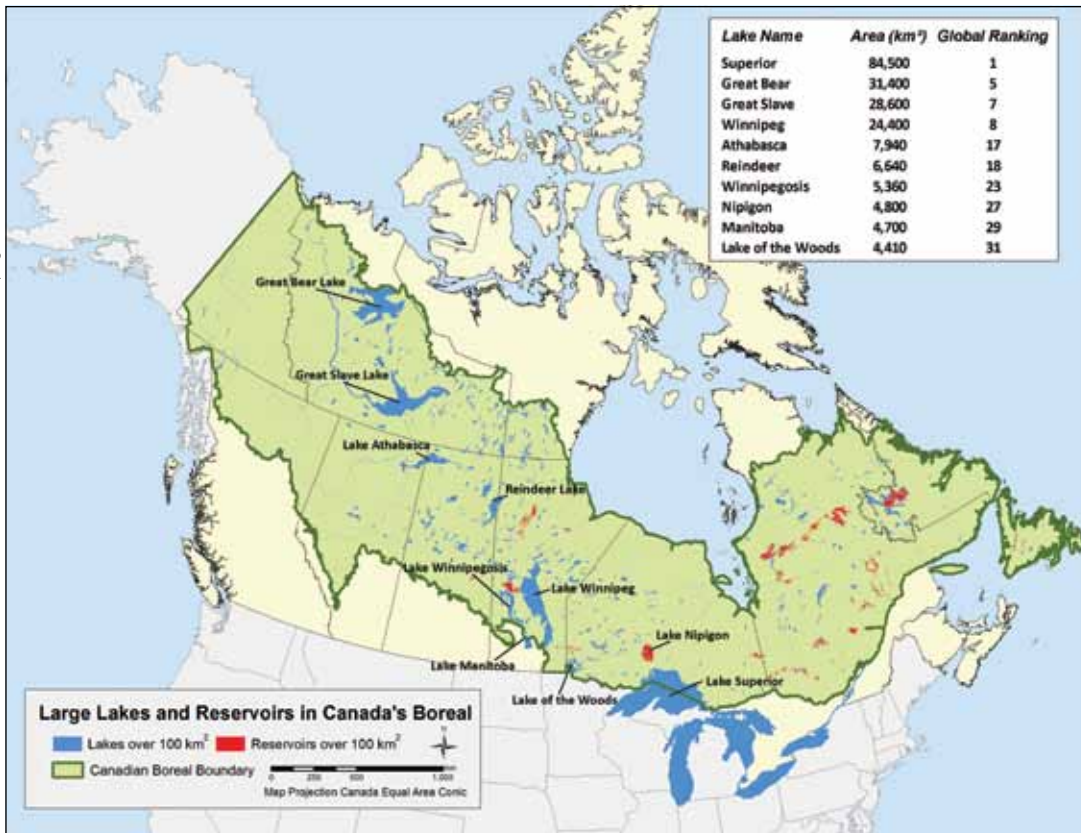 Lake Name Area (km²) Global Ranking
Superior 84,500 1
Great Bear 31,400 5
Great Slave 28,600 7
Winnipeg 24,400 8
Athabasca 7,940 17
Reindeer 6,640 18
Winnipegosis 5,360 23
Nipigon 4,800 27
Manitoba 4,700 29
Lake of the Woods 4,410 31
Great Bear Lake
Great Slave Lake
Lake Athabasca
Reindeer Lake
Lake Winnipegosis
Lake Winnipeg
Lake Nipigon
Lake Manitoba
Lake Superior
Lake of the Woods
Large Lakes and Reservoirs in Canada's Boreal
Lakes over 100 km² Reservoirs over 100 km²
N
Canadian Boreal Boundary
0 250 500 1,000
Map Projection Canada Equal Area Conic